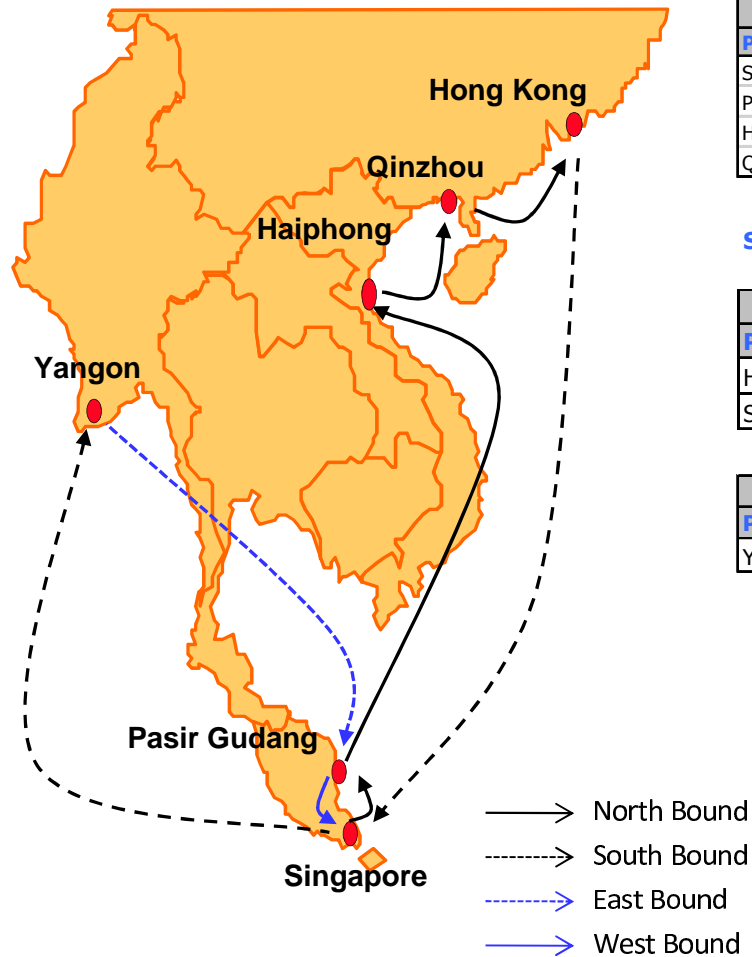 Hong Kong
Qinzhou
Haiphong
Yangon
Pasir Gudang
Singapore
North Bound
South Bound
East Bound
West Bound